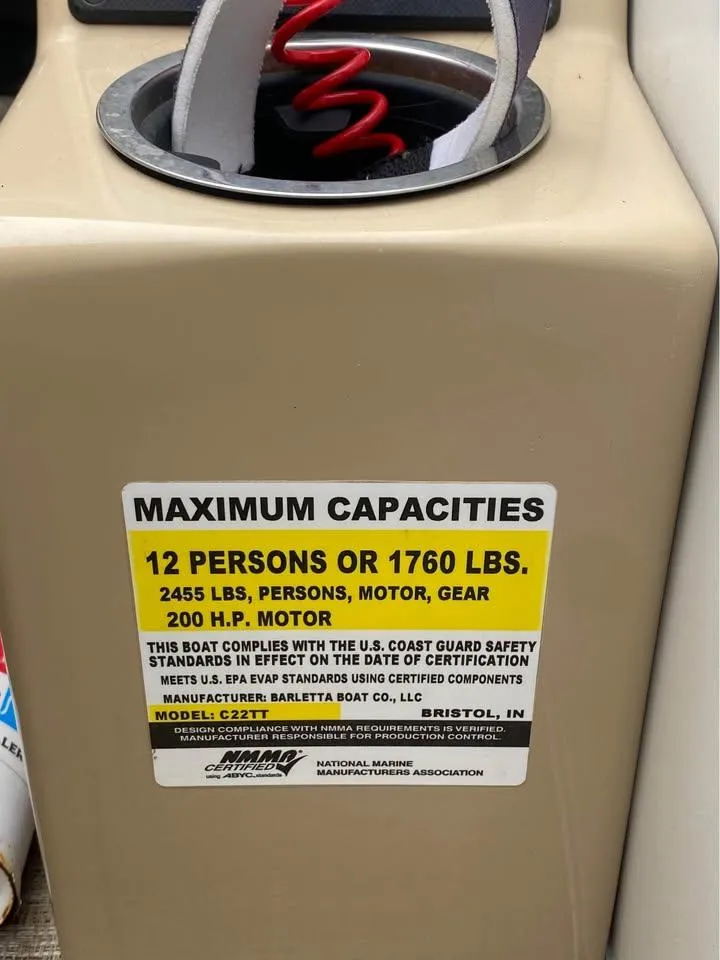 MAXIMUM CAPACITIES
12 PERSONS OR 1760 LBS.
2455 LBS, PERSONS, MOTOR, GEAR
200 H.P. MOTOR
THIS BOAT COMPLIES WITH THE U.S. COAST GUARD SAFETY
STANDARDS IN EFFECT ON THE DATE OF CERTIFICATION
MEETS U.S. EPA EVAP STANDARDS USING CERTIFIED COMPONENTS
MANUFACTURER: BARLETTA BOAT CO., LLC
MODEL: C22TT BRISTOL, IN
DESIGN COMPLIANCE WITH NMMA REQUIREMENTS IS VERIFIED.
MANUFACTURER RESPONSIBLE FOR PRODUCTION CONTROL.
NMMA
CERTIFIED
using ABYC standards
NATIONAL MARINE
MANUFACTURERS ASSOCIATION